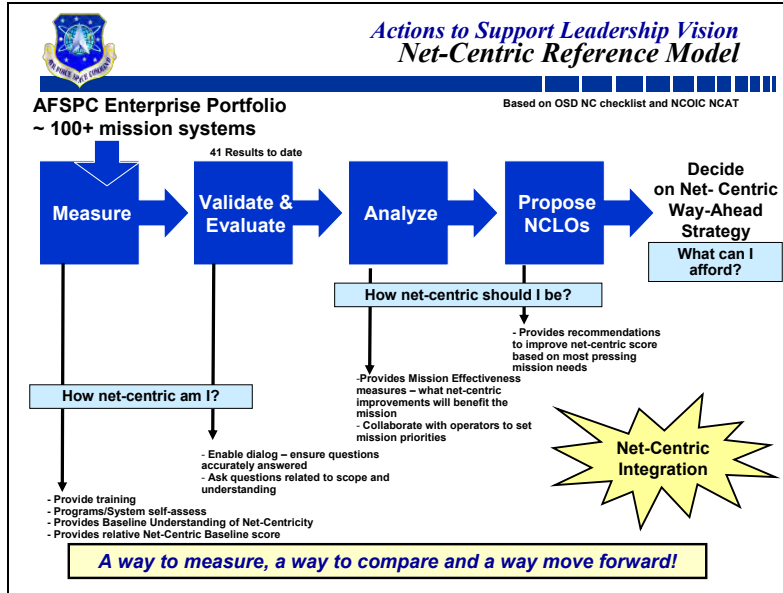 Actions to Support Leadership Vision
Net-Centric Reference Model
AIR FORCE SPACE COMMAND
Based on OSD NC checklist and NCOIC NCAT
AFSPC Enterprise Portfolio
~ 100+ mission systems
41 Results to date
Measure
Validate &
Evaluate
Analyze
Propose
NCLOs
Decide
on Net- Centric
Way-Ahead
Strategy
What can I
afford?
How net-centric should I be?
- Provides recommendations
to improve net-centric score
based on most pressing
mission needs
-Provides Mission Effectiveness
measures – what net-centric
improvements will benefit the
mission
- Collaborate with operators to set
mission priorities
How net-centric am I?
- Enable dialog – ensure questions
accurately answered
- Ask questions related to scope and
understanding
- Provide training
- Programs/System self-assess
- Provides Baseline Understanding of Net-Centricity
- Provides relative Net-Centric Baseline score
Net-Centric
Integration
A way to measure, a way to compare and a way move forward!